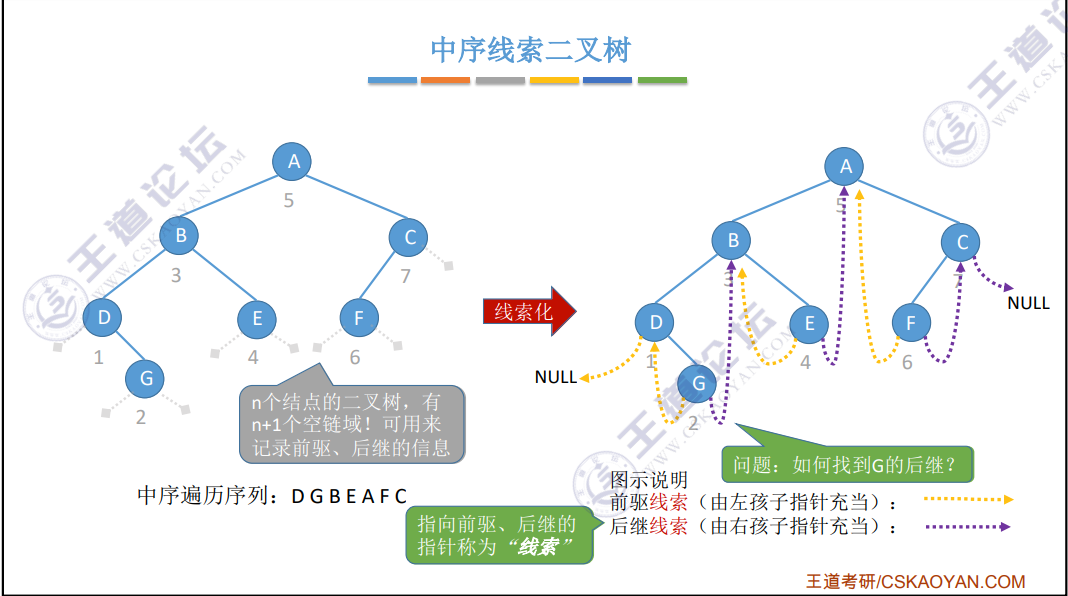 中序线索二叉树
A
5
B
3
C
7
D
1
E
4
F
6
G
2
n个结点的二叉树，有
n+1个空链域！可用来
记录前驱、后继的信息
中序遍历序列：D G B E A F C
线索化
A
5
B
3
C
7
NULL
D
1
E
4
F
6
NULL
G
2
问题：如何找到G的后继？
图示说明
前驱线索（由左孩子指针充当）：
后继线索（由右孩子指针充当）：
指向前驱、后继的
指针称为“线索”
王道考研/CSKAOYAN.COM
王道论坛
WWW.CSKAOYAN.COM